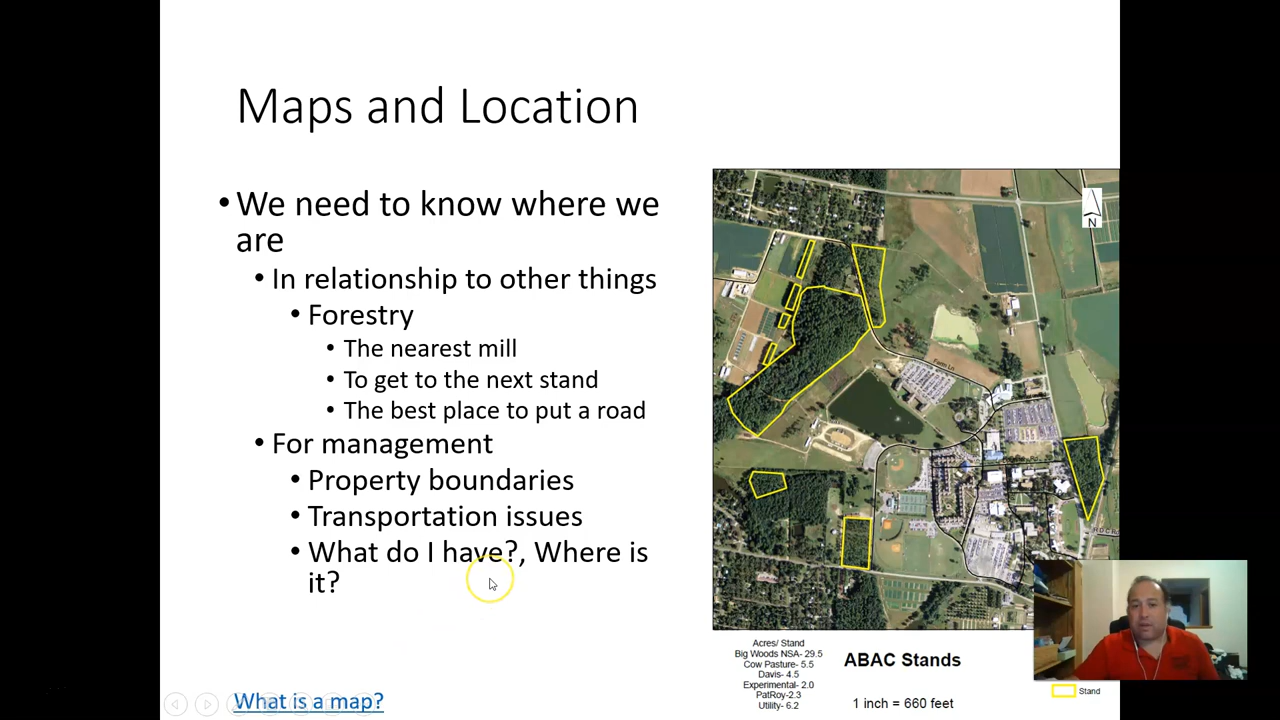 Maps and Location
• We need to know where we
are
• In relationship to other things
• Forestry
• The nearest mill
• To get to the next stand
• The best place to put a road
• For management
• Property boundaries
• Transportation issues
• What do I have?, Where is
it?
What is a map?
N
Farm Ln
Acres/ Stand
Big Woods NSA- 29.5
Cow Pasture- 5.5
Davis- 4.5
Experimental- 2.0
PatRoy-2.3
Utility- 6.2
ABAC Stands
1 inch = 660 feet
Stand